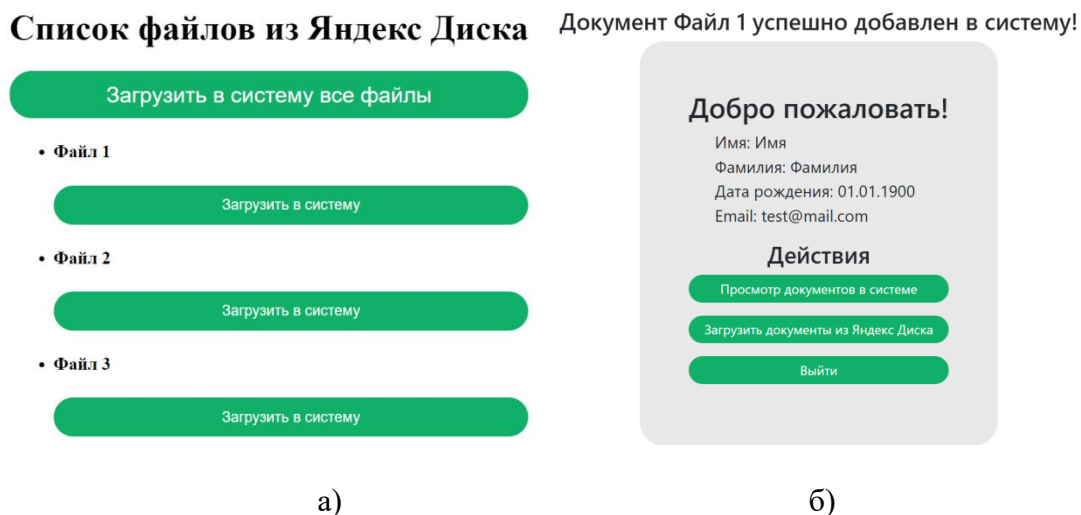 Список файлов из Яндекс Диска
Загрузить в систему все файлы
• Файл 1
Загрузить в систему
• Файл 2
Загрузить в систему
• Файл 3
Загрузить в систему
а)
Документ Файл 1 успешно добавлен в систему!
Добро пожаловать!
Имя: Имя
Фамилия: Фамилия
Дата рождения: 01.01.1900
Email: test@mail.com
Действия
Просмотр документов в системе
Загрузить документы из Яндекс Диска
Выйти
б)